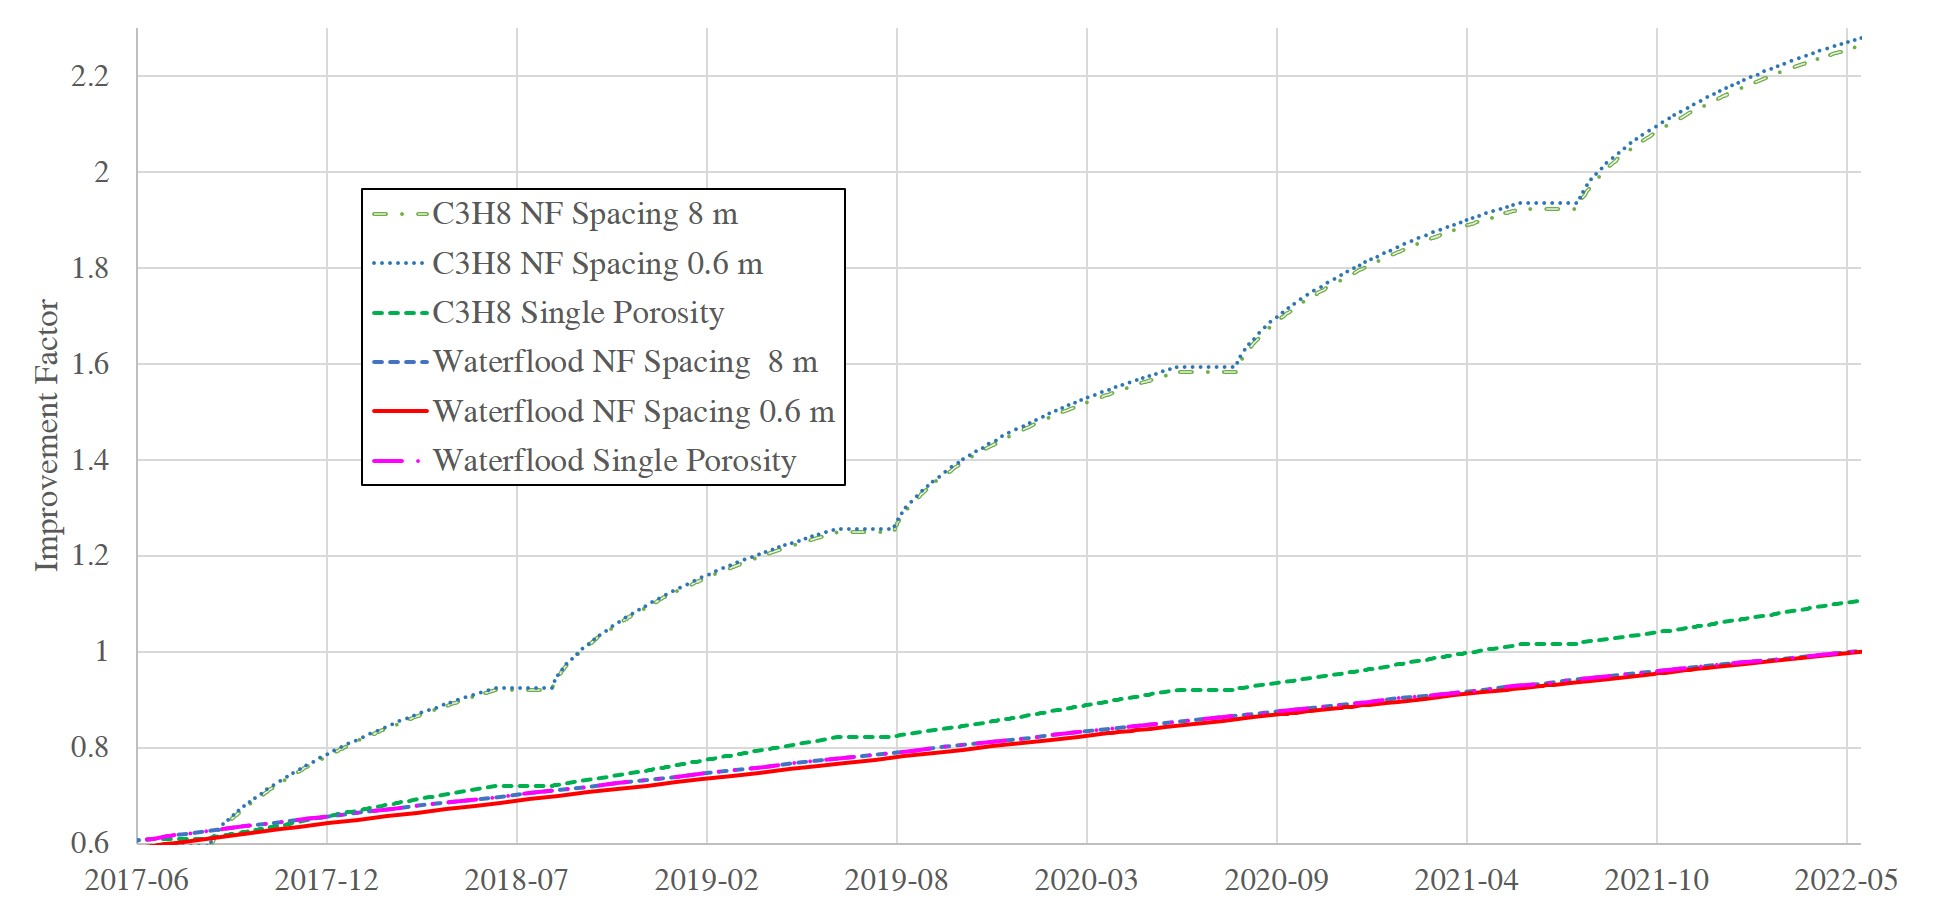 2.2
2
1.8
1.6
1.4
1.2
1
0.8
0.6
Improvement Factor
C3H8 NF Spacing 8 m
C3H8 NF Spacing 0.6 m
C3H8 Single Porosity
Waterflood NF Spacing  8 m
Waterflood NF Spacing 0.6 m
Waterflood Single Porosity
2017-06 2017-12 2018-07 2019-02 2019-08 2020-03 2020-09 2021-04 2021-10 2022-05